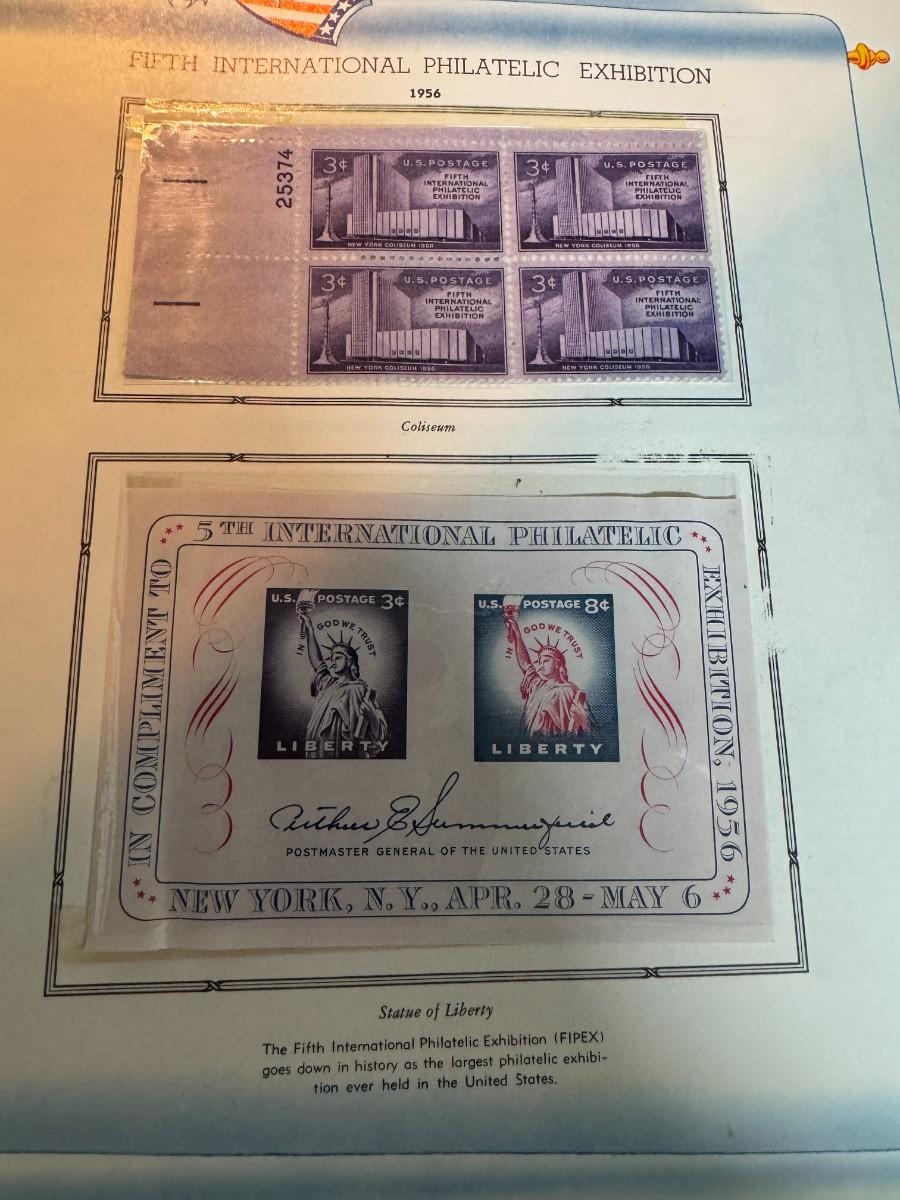 FIFTH INTERNATIONAL PHILATELIC EXHIBITION
1956
25374
3¢ U.S. POSTAGE
FIFTH
INTERNATIONAL
PHILATELIC
EXHIBITION
NEW YORK COLISEUM 1956
3¢ U.S. POSTAGE
FIFTH
INTERNATIONAL
PHILATELIC
EXHIBITION
NEW YORK COLISEUM 1956
3¢ U.S. POSTAGE
FIFTH
INTERNATIONAL
PHILATELIC
EXHIBITION
NEW YORK COLISEUM 1956
3¢ U.S. POSTAGE
FIFTH
INTERNATIONAL
PHILATELIC
EXHIBITION
NEW YORK COLISEUM 1956
Coliseum
IN COMPLIMENT TO
5TH INTERNATIONAL PHILATELIC
EXHIBITION, 1956
U.S. POSTAGE 3¢
IN GOD WE TRUST
LIBERTY
U.S. POSTAGE 8¢
IN GOD WE TRUST
LIBERTY
Arthur E Summerfield
POSTMASTER GENERAL OF THE UNITED STATES
NEW YORK, N.Y., APR. 28 - MAY 6
Statue of Liberty
The Fifth International Philatelic Exhibition (FIPEX)
goes down in history as the largest philatelic exhibi-
tion ever held in the United States.